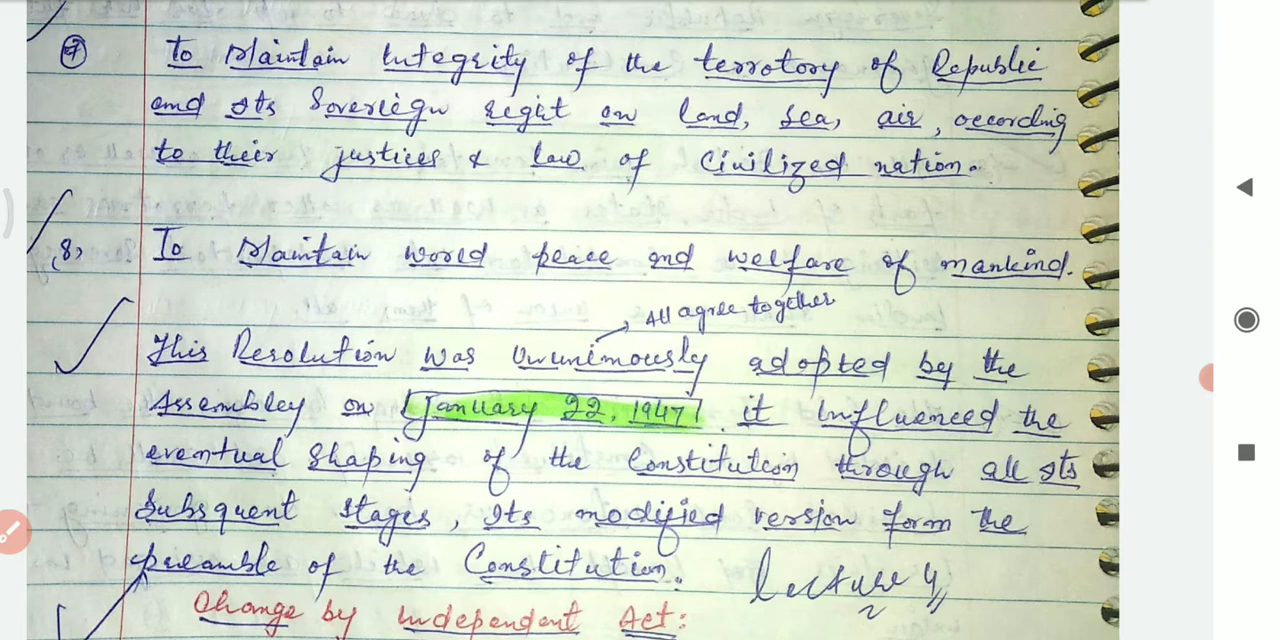 ⑦ To Maintain Integrity of the terrotory of Republic
and Its Sovereign right on land, sea, air, according
to their justices & law of Civilized nation.
(8) To Maintain world peace and welfare of mankind.
All agree together
This Resolution was Ununimously adopted by the
Assembley on January 22, 1947. it Influenced the
eventual shaping of the Constitution through all Its
Subsquent stages, Its modified version form the
preamble of the Constitution.
lecture 4
Change by Independent Act: